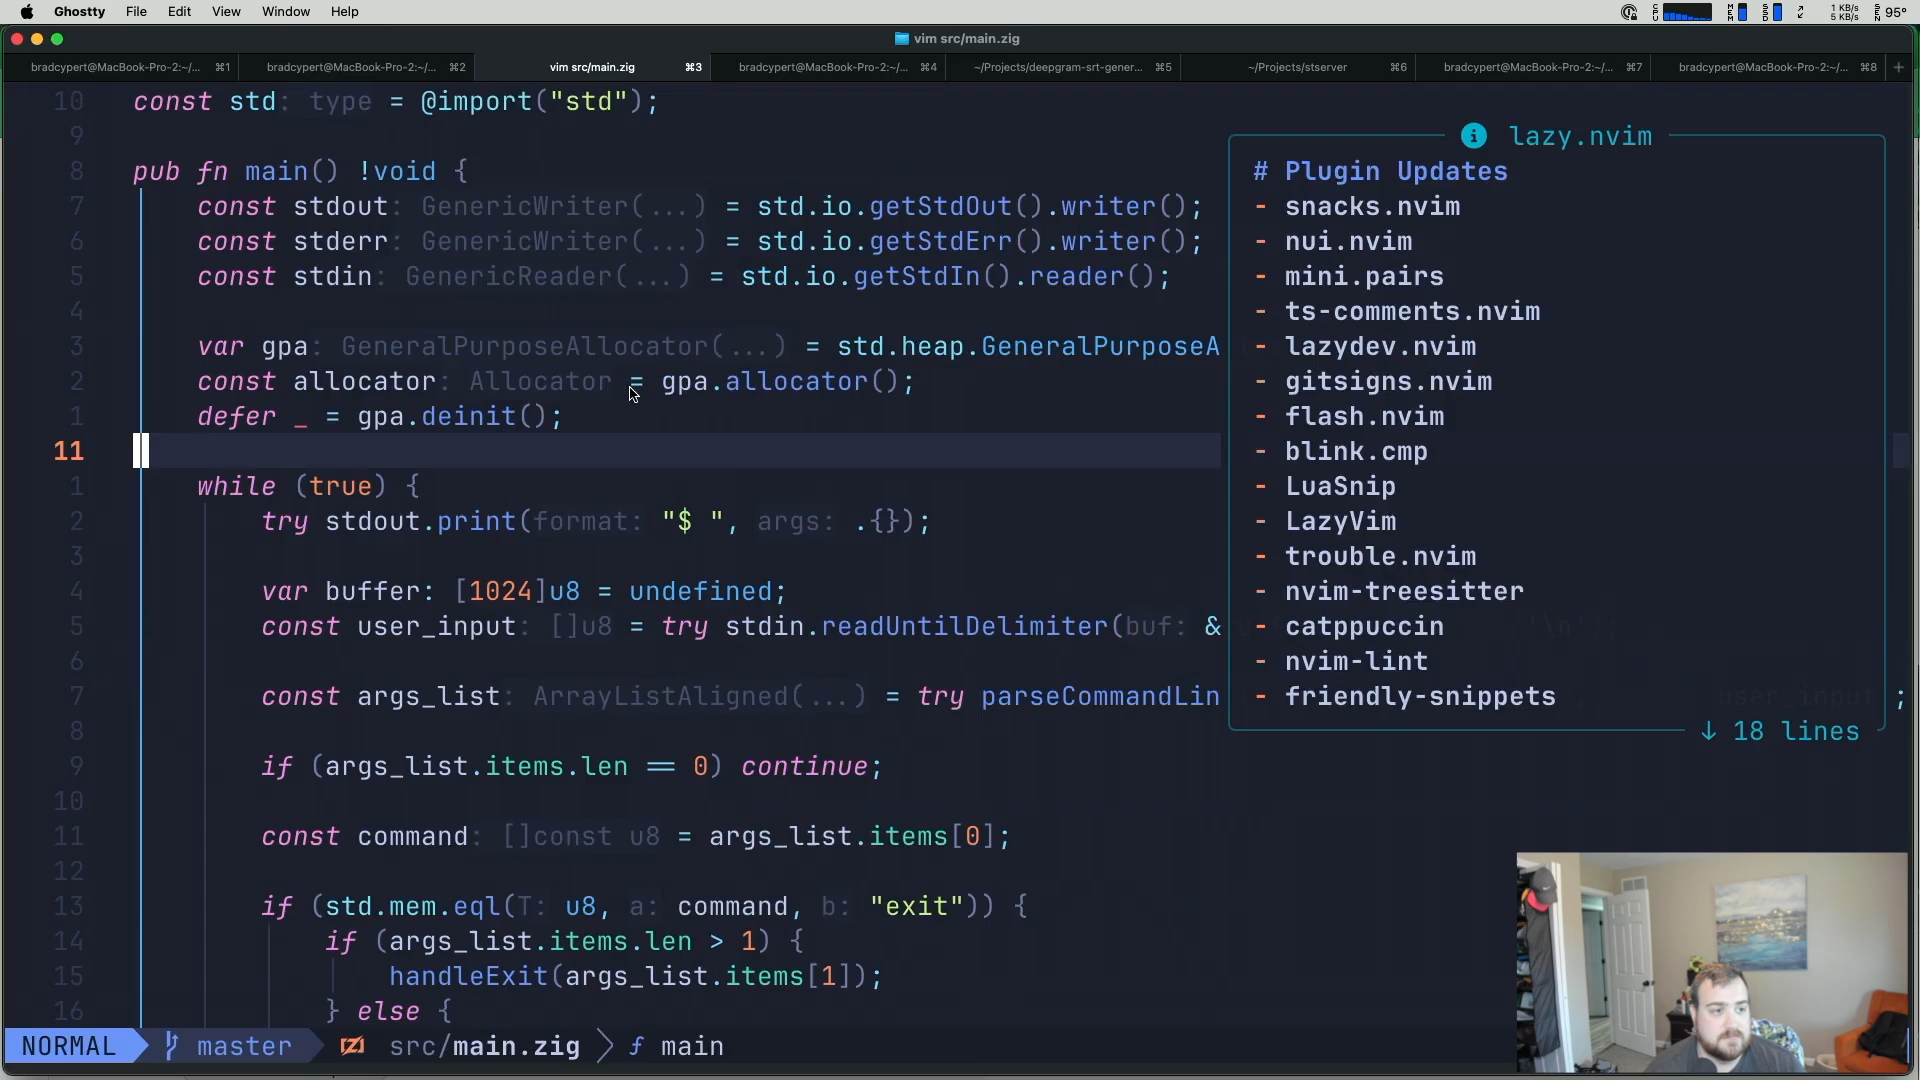 Ghostty File Edit View Window Help
1 KB/s
5 KB/s
95°
vim src/main.zig
bradcypert@MacBook-Pro-2:~/... ⌘1
bradcypert@MacBook-Pro-2:~/... ⌘2
vim src/main.zig ⌘3
bradcypert@MacBook-Pro-2:~/... ⌘4
~/Projects/deepgram-srt-gener... ⌘5
~/Projects/stserver ⌘6
bradcypert@MacBook-Pro-2:~/... ⌘7
bradcypert@MacBook-Pro-2:~/... ⌘8 +
10 const std: type = @import("std");
9
8 pub fn main() !void {
7 const stdout: GenericWriter(...) = std.io.getStdOut().writer();
6 const stderr: GenericWriter(...) = std.io.getStdErr().writer();
5 const stdin: GenericReader(...) = std.io.getStdIn().reader();
4
3 var gpa: GeneralPurposeAllocator(...) = std.heap.GeneralPurposeA
2 const allocator: Allocator = gpa.allocator();
1 defer _ = gpa.deinit();
11
1 while (true) {
2 try stdout.print(format: "$ ", args: .{});
3
4 var buffer: [1024]u8 = undefined;
5 const user_input: []u8 = try stdin.readUntilDelimiter(buf: & '\n');
6
7 const args_list: ArrayListAligned(...) = try parseCommandLin user_input ;
8
9 if (args_list.items.len == 0) continue;
10
11 const command: []const u8 = args_list.items[0];
12
13 if (std.mem.eql(T: u8, a: command, b: "exit")) {
14 if (args_list.items.len > 1) {
15 handleExit(args_list.items[1]);
16 } else {
lazy.nvim
# Plugin Updates
- snacks.nvim
- nui.nvim
- mini.pairs
- ts-comments.nvim
- lazydev.nvim
- gitsigns.nvim
- flash.nvim
- blink.cmp
- LuaSnip
- LazyVim
- trouble.nvim
- nvim-treesitter
- catppuccin
- nvim-lint
- friendly-snippets
↓ 18 lines
NORMAL master src/main.zig main